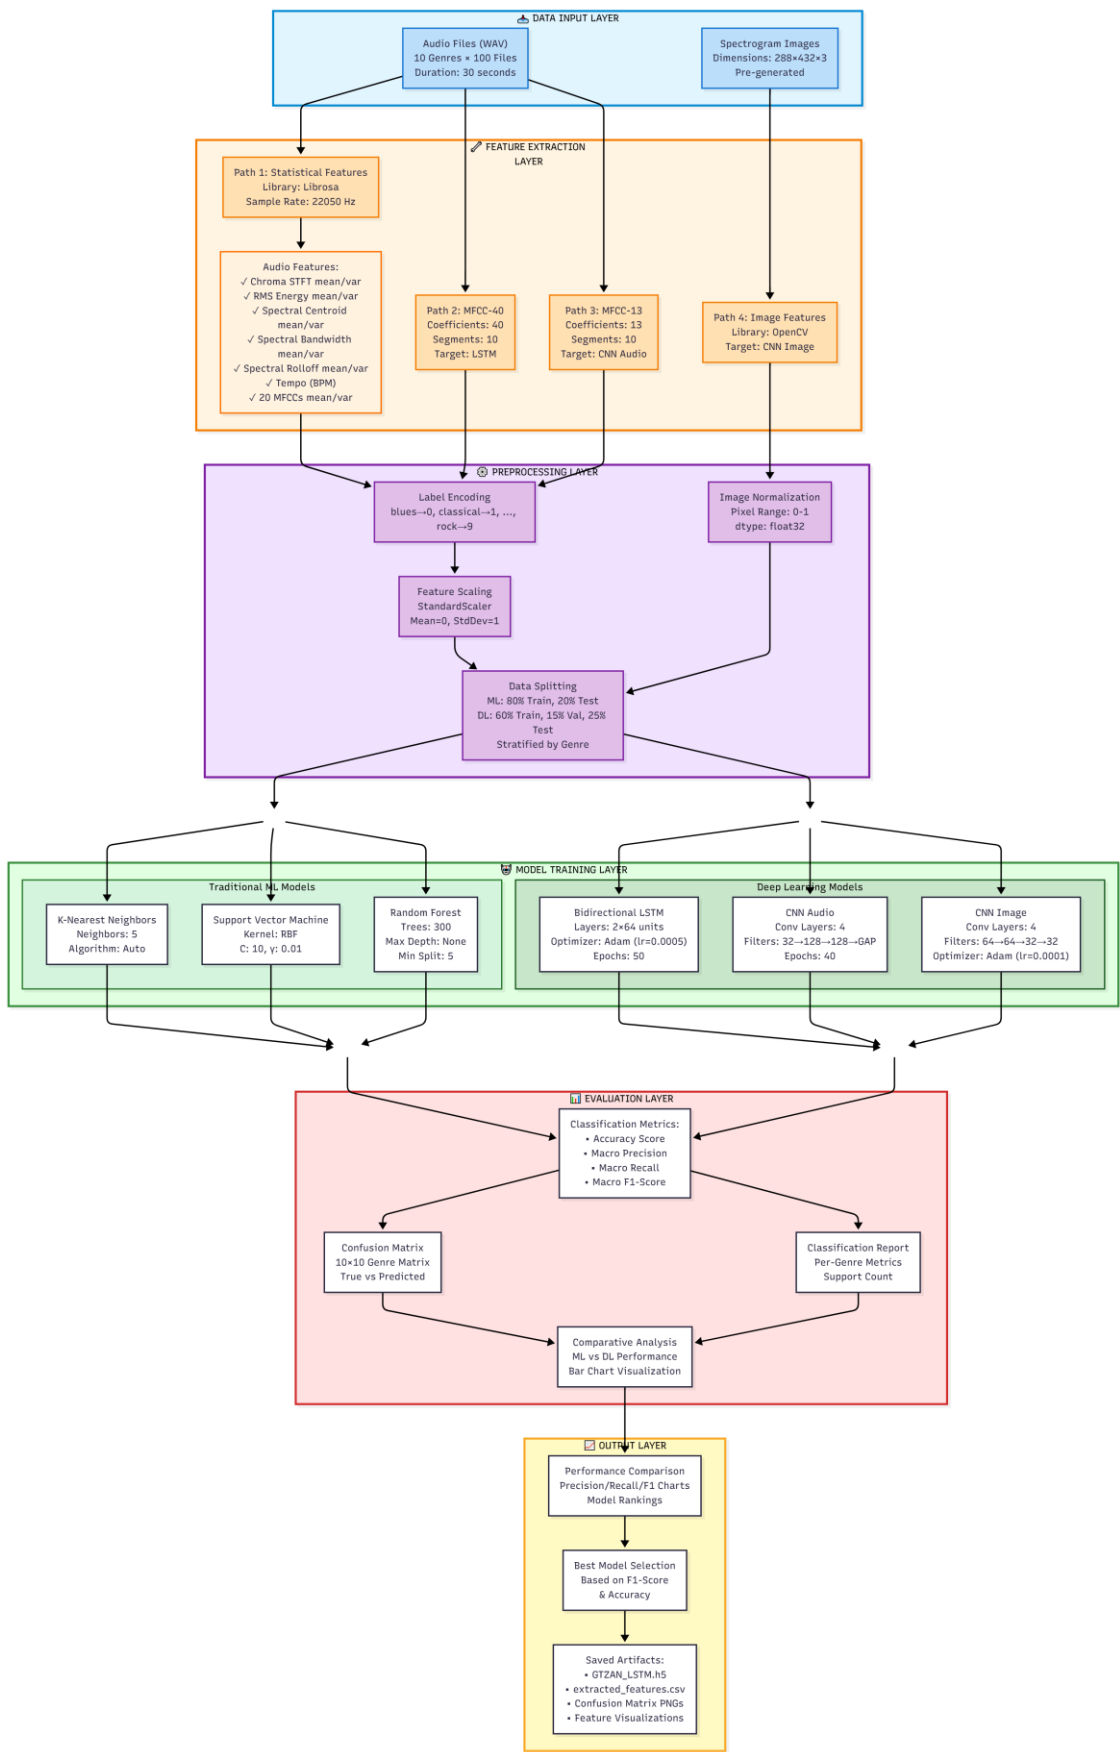 📥 DATA INPUT LAYER
Audio Files (WAV)
10 Genres × 100 Files
Duration: 30 seconds
Spectrogram Images
Dimensions: 288×432×3
Pre-generated
FEATURE EXTRACTION
LAYER
Path 1: Statistical Features
Library: Librosa
Sample Rate: 22050 Hz
Audio Features:
✓ Chroma STFT mean/var
✓ RMS Energy mean/var
✓ Spectral Centroid
mean/var
✓ Spectral Bandwidth
mean/var
✓ Spectral Rolloff mean/var
✓ Tempo (BPM)
✓ 20 MFCCs mean/var
Path 2: MFCC-40
Coefficients: 40
Segments: 10
Target: LSTM
Path 3: MFCC-13
Coefficients: 13
Segments: 10
Target: CNN Audio
Path 4: Image Features
Library: OpenCV
Target: CNN Image
PREPROCESSING LAYER
Label Encoding
blues→0, classical→1, ...,
rock→9
Image Normalization
Pixel Range: 0-1
dtype: float32
Feature Scaling
StandardScaler
Mean=0, StdDev=1
Data Splitting
ML: 80% Train, 20% Test
DL: 60% Train, 15% Val, 25%
Test
Stratified by Genre
MODEL TRAINING LAYER
Traditional ML Models
K-Nearest Neighbors
Neighbors: 5
Algorithm: Auto
Support Vector Machine
Kernel: RBF
C: 10, γ: 0.01
Random Forest
Trees: 300
Max Depth: None
Min Split: 5
Deep Learning Models
Bidirectional LSTM
Layers: 2×64 units
Optimizer: Adam (lr=0.0005)
Epochs: 50
CNN Audio
Conv Layers: 4
Filters: 32→128→128→GAP
Epochs: 40
CNN Image
Conv Layers: 4
Filters: 64→64→32→32
Optimizer: Adam (lr=0.0001)
📊 EVALUATION LAYER
Classification Metrics:
• Accuracy Score
• Macro Precision
• Macro Recall
• Macro F1-Score
Confusion Matrix
10×10 Genre Matrix
True vs Predicted
Classification Report
Per-Genre Metrics
Support Count
Comparative Analysis
ML vs DL Performance
Bar Chart Visualization
📈 OUTPUT LAYER
Performance Comparison
Precision/Recall/F1 Charts
Model Rankings
Best Model Selection
Based on F1-Score
& Accuracy
Saved Artifacts:
• GTZAN_LSTM.h5
• extracted_features.csv
• Confusion Matrix PNGs
• Feature Visualizations